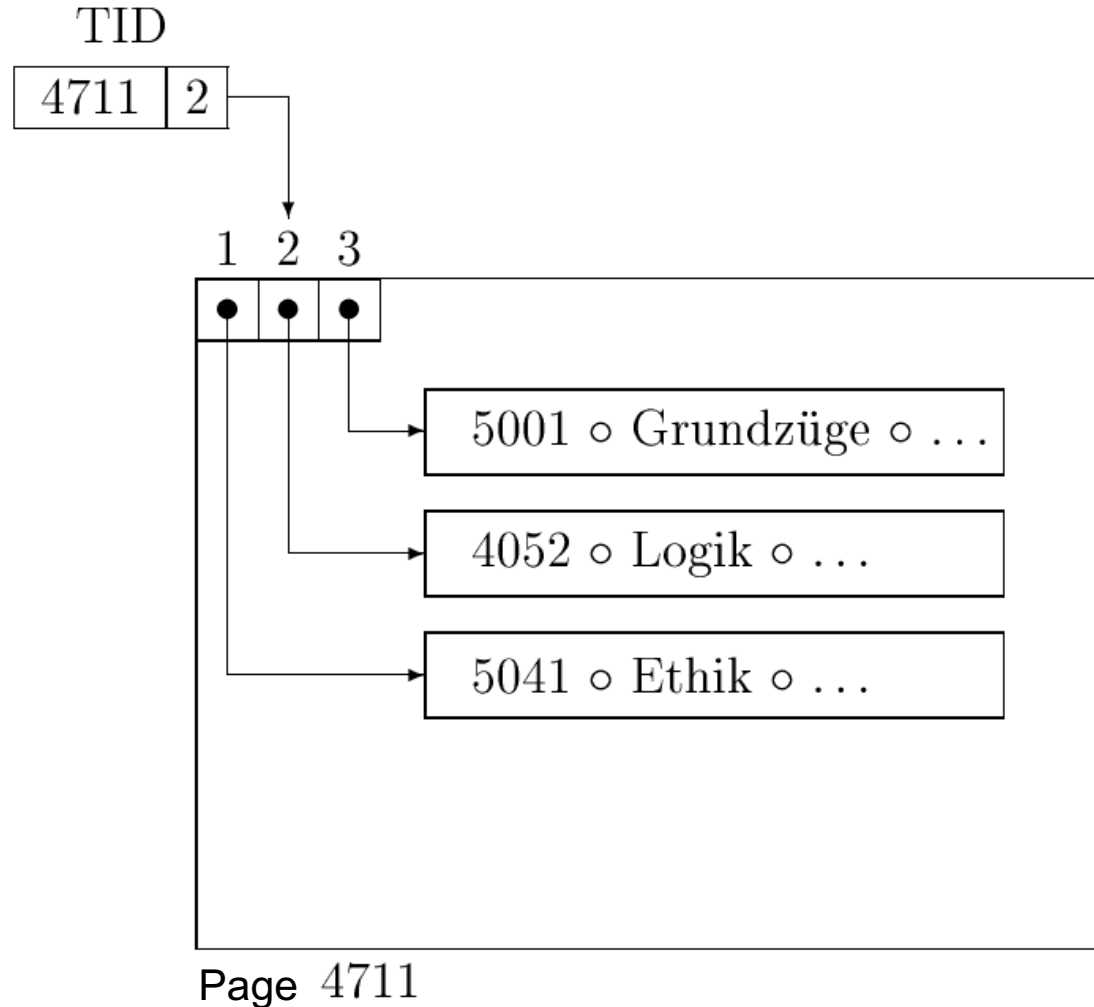 TID
4711 2
1 2 3
5001 ∘ Grundzüge ∘ ...
4052 ∘ Logik ∘ ...
5041 ∘ Ethik ∘ ...
Page 4711